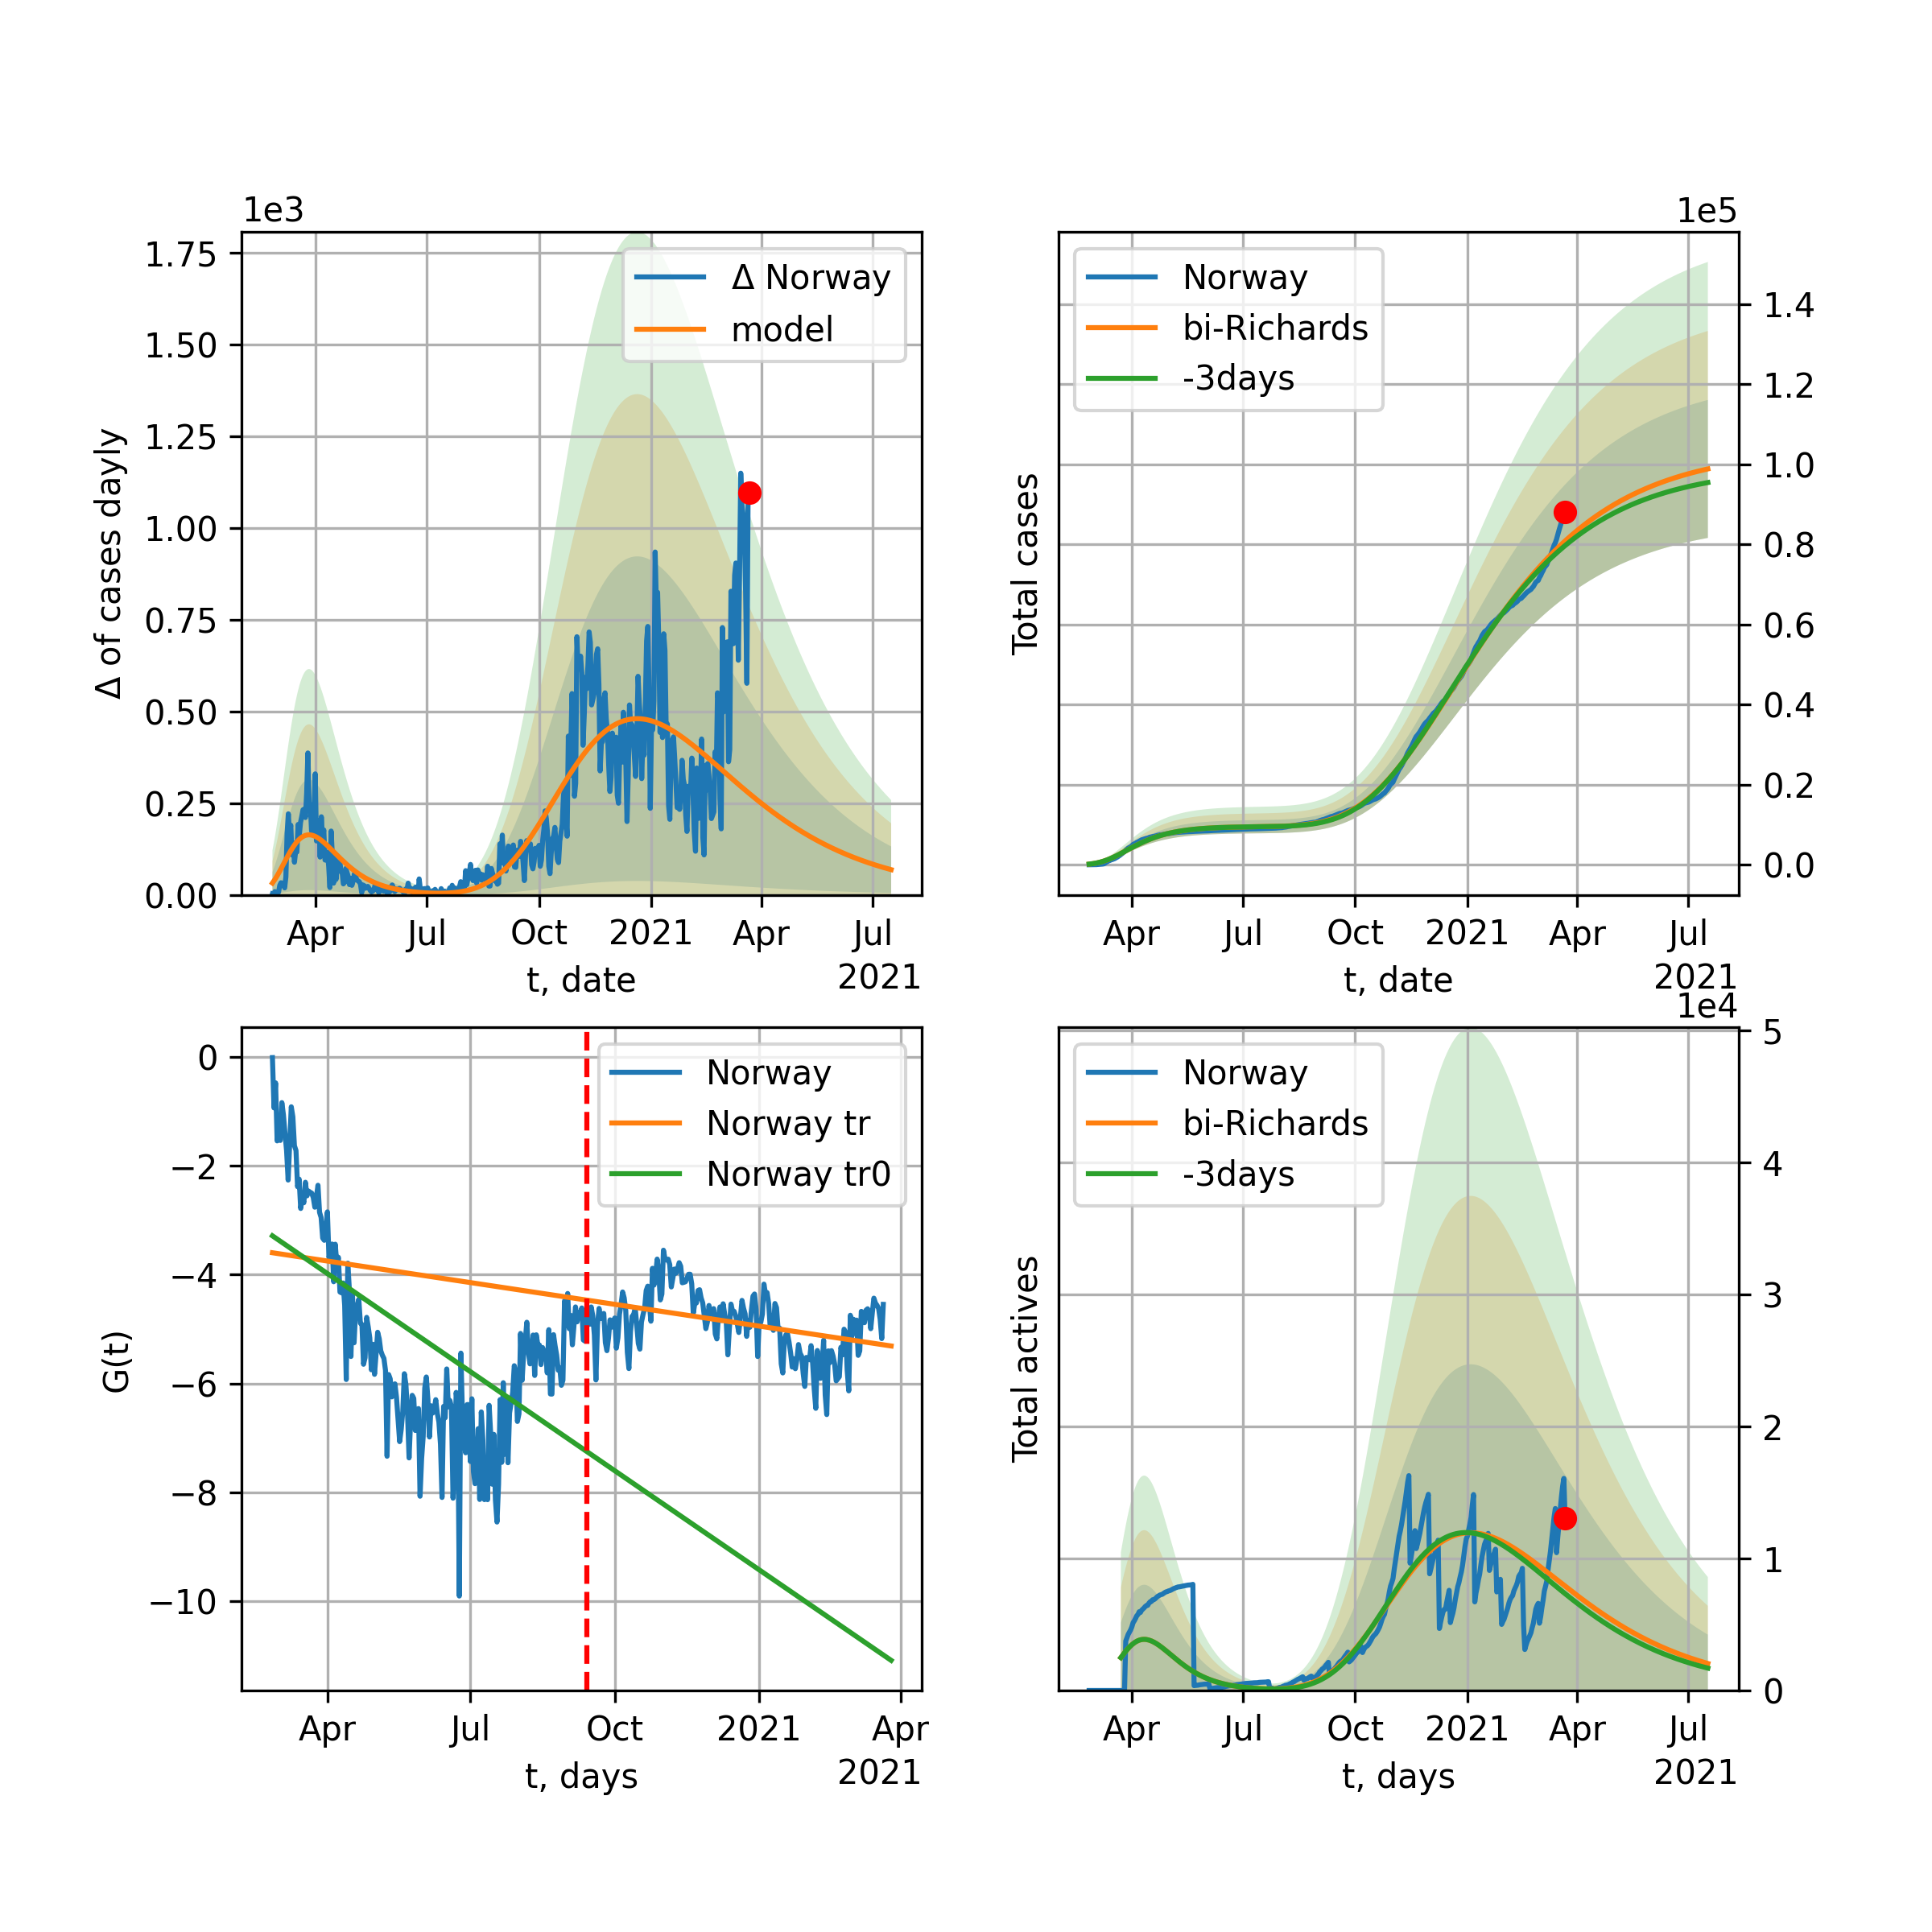 1e3
Δ of cases dayly
1.75
1.50
1.25
1.00
0.75
0.50
0.25
0.00
Δ Norway
model
Apr Jul Oct 2021 Apr Jul
2021
t, date
1e5
Total cases
Norway
bi-Richards
-3days
1.4
1.2
1.0
0.8
0.6
0.4
0.2
0.0
Apr Jul Oct 2021 Apr Jul
2021
t, date
G(t)
0
−2
−4
−6
−8
−10
Norway
Norway tr
Norway tr0
Apr Jul Oct 2021 Apr
2021
t, days
1e4
Total actives
Norway
bi-Richards
-3days
5
4
3
2
1
0
Apr Jul Oct 2021 Apr Jul
2021
t, days